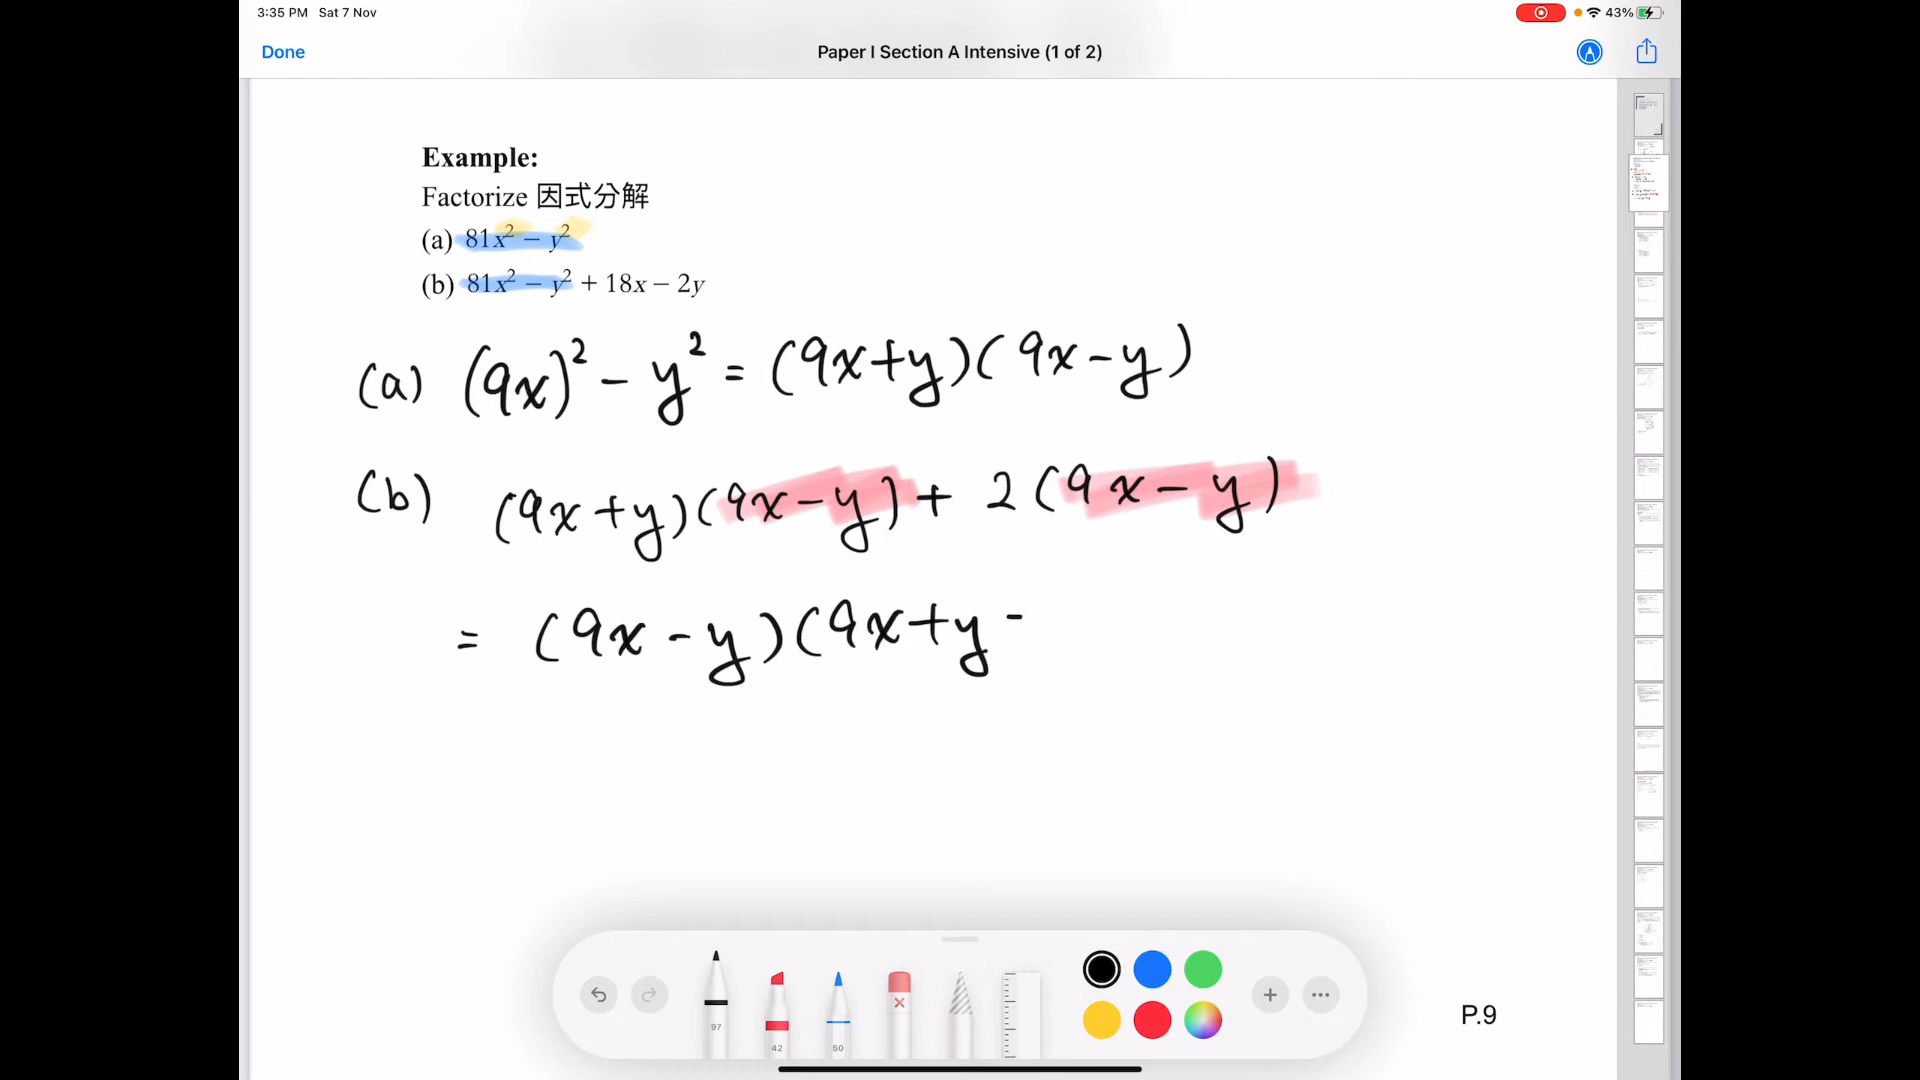 3:35 PM Sat 7 Nov
43%
Done
Paper I Section A Intensive (1 of 2)
Example:
Factorize 因式分解
(a) 81x² − y²
(b) 81x² − y² + 18x − 2y
(a) (9x)² − y² = (9x+y)(9x−y)
(b) (9x+y)(9x−y) + 2(9x−y)
= (9x−y)(9x+y -
97
42
50
P.9